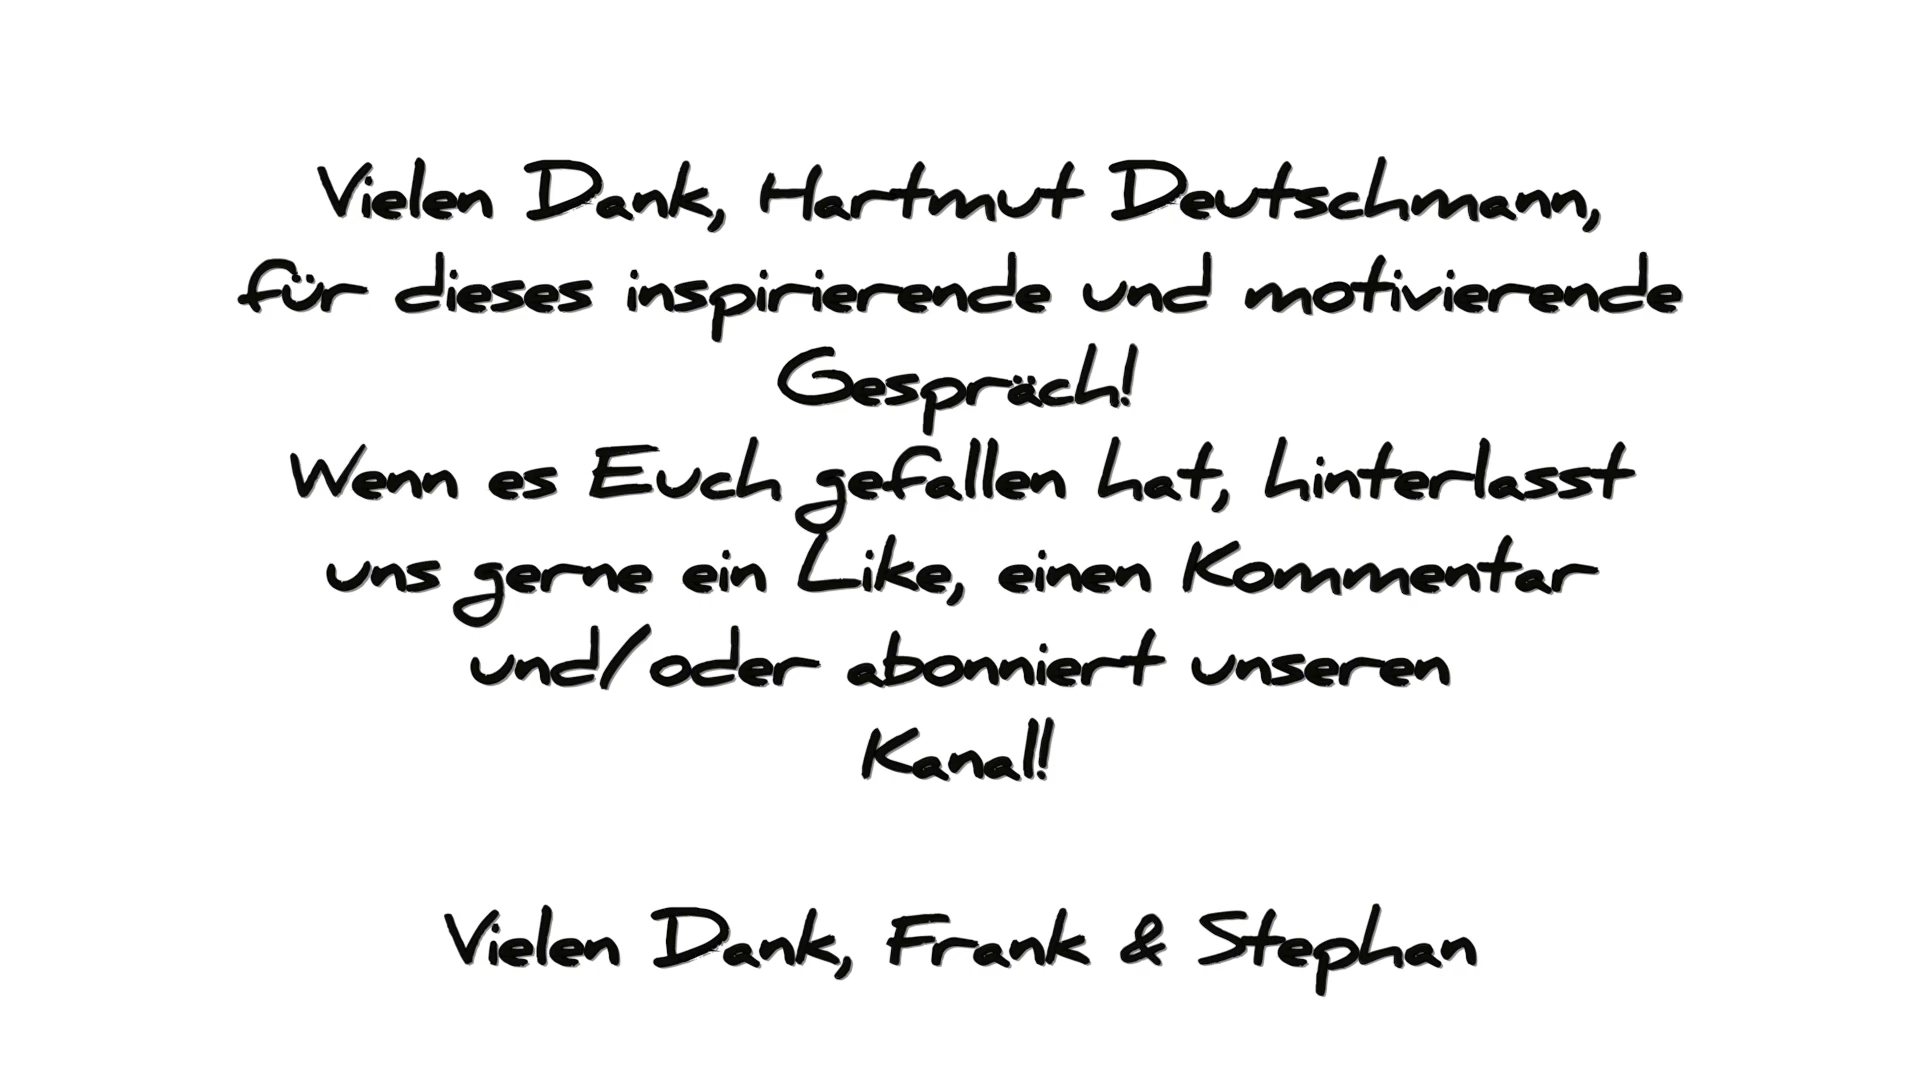 Vielen Dank, Hartmut Deutschmann,
für dieses inspirierende und motivierende
Gespräch!
Wenn es Euch gefallen hat, hinterlasst
uns gerne ein Like, einen Kommentar
und/oder abonniert unseren
Kanal!
Vielen Dank, Frank & Stephan